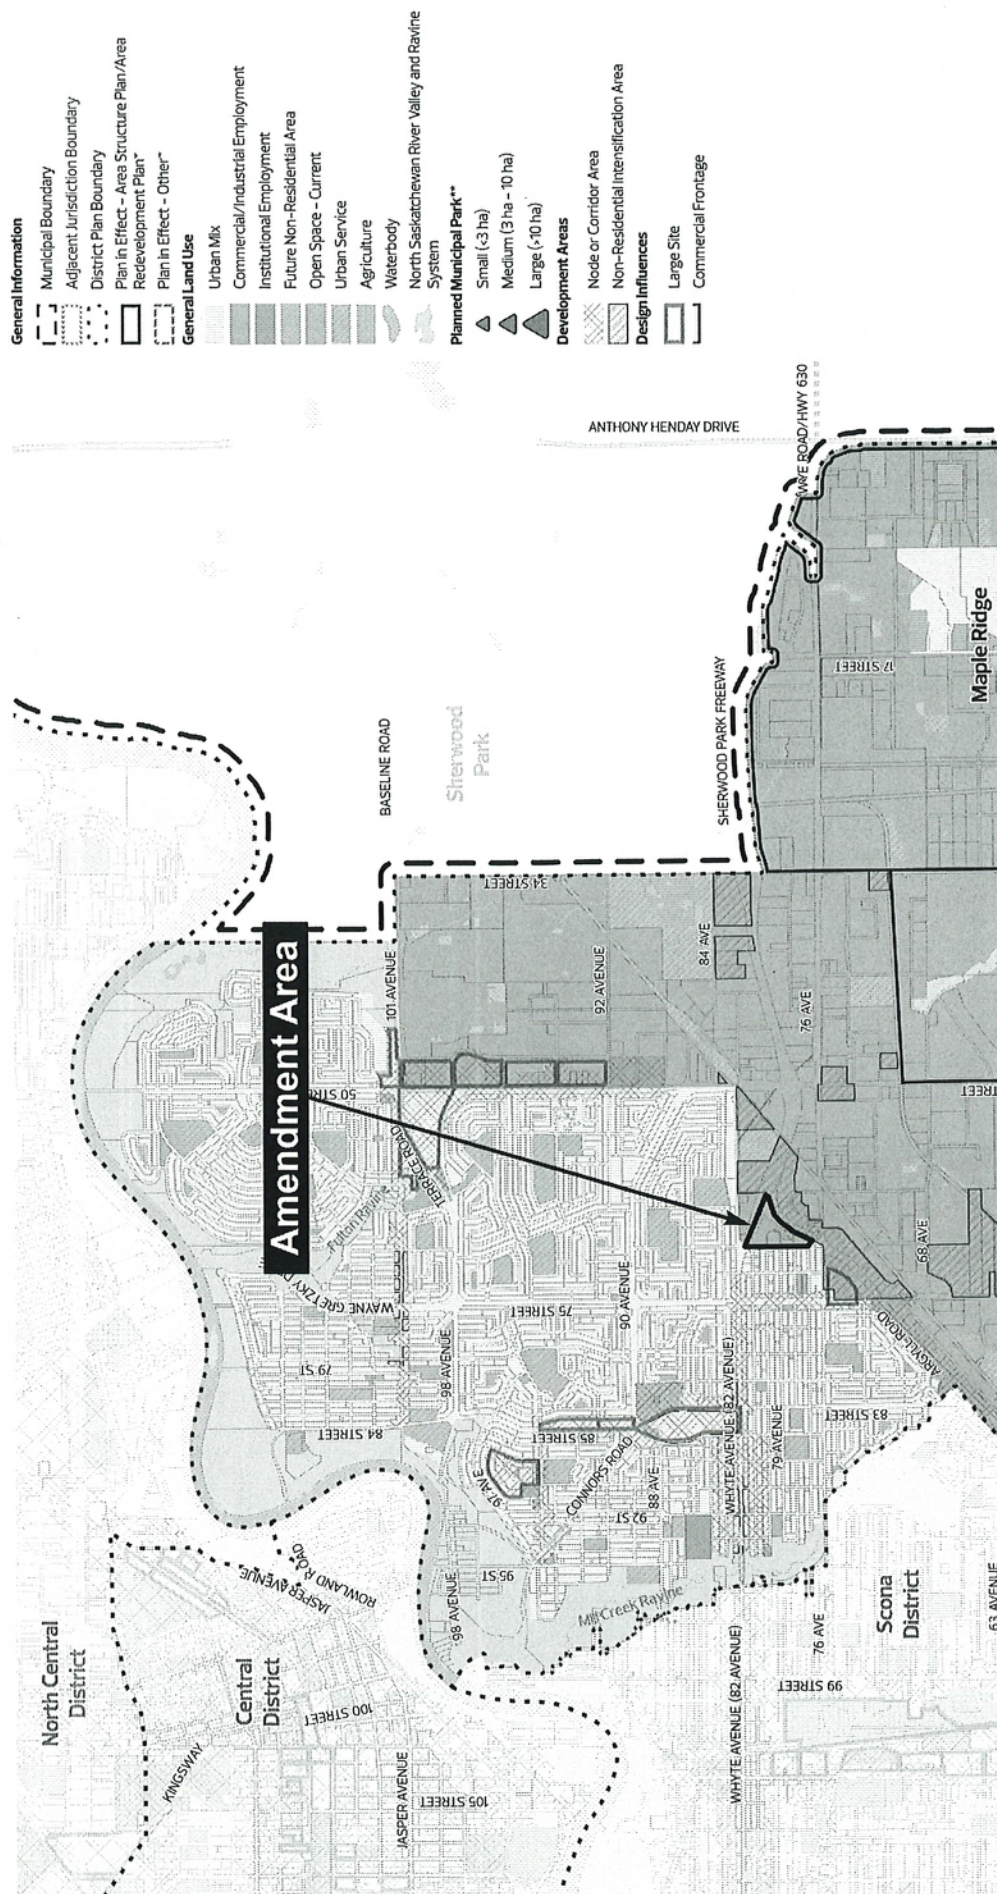 General Information
Municipal Boundary
Adjacent Jurisdiction Boundary
District Plan Boundary
Plan In Effect – Area Structure Plan/Area
Redevelopment Plan*
Plan in Effect – Other*
General Land Use
Urban Mix
Commercial/Industrial Employment
Institutional Employment
Future Non-Residential Area
Open Space – Current
Urban Service
Agriculture
Waterbody
North Saskatchewan River Valley and Ravine
System
Planned Municipal Park**
Small (<3 ha)
Medium (3 ha – 10 ha)
Large (>10 ha)
Development Areas
Node or Corridor Area
Non-Residential Intensification Area
Design Influences
Large Site
Commercial Frontage
Amendment Area
North Central
District
Central
District
Scona
District
Sherwood
Park
Maple Ridge
ANTHONY HENDAY DRIVE
WYE ROAD/HWY 630
SHERWOOD PARK FREEWAY
BASELINE ROAD
17 STREET
34 STREET
101 AVENUE
92 AVENUE
84 AVE
76 AVE
68 AVE
TERRACE ROAD
Fulton Ravine
WAYNE GRETZKY
75 STREET
90 AVENUE
79 ST
98 AVENUE
84 STREET
85 STREET
97 AVE
CONNORS ROAD
88 AVE
92 ST
95 ST
98 AVENUE
WHYTE AVENUE (82 AVENUE)
79 AVENUE
83 STREET
ARGYLL ROAD
Mill Creek Ravine
76 AVE
99 STREET
63 AVENUE
WHYTE AVENUE (82 AVENUE)
JASPER AVENUE
ROWLAND ROAD
KINGSWAY
100 STREET
105 STREET
JASPER AVENUE